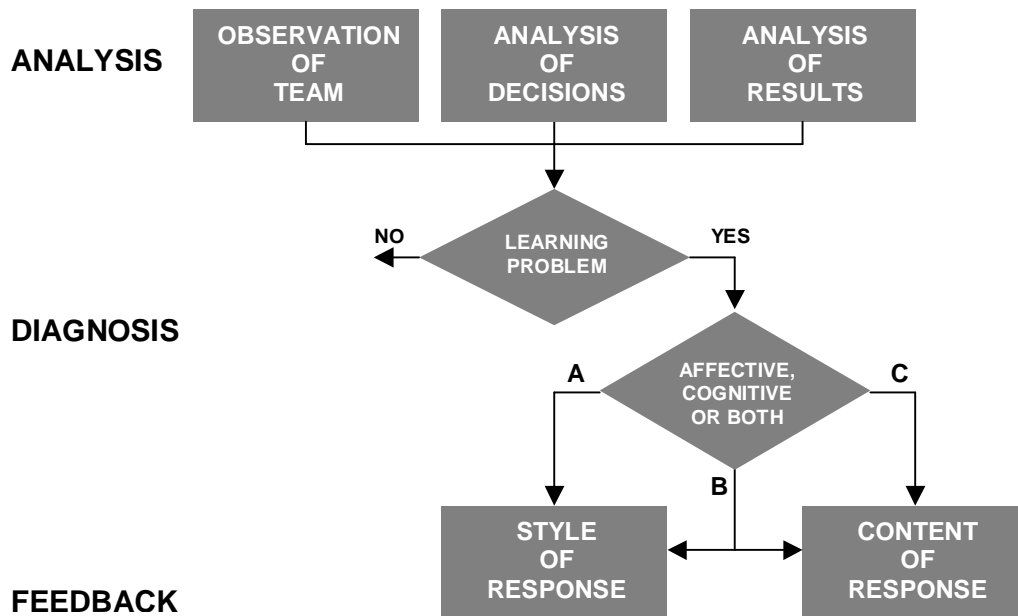 ANALYSIS
OBSERVATION
OF
TEAM
ANALYSIS
OF
DECISIONS
ANALYSIS
OF
RESULTS
NO
LEARNING
PROBLEM
YES
DIAGNOSIS
A
AFFECTIVE,
COGNITIVE
OR BOTH
C
B
STYLE
OF
RESPONSE
CONTENT
OF
RESPONSE
FEEDBACK